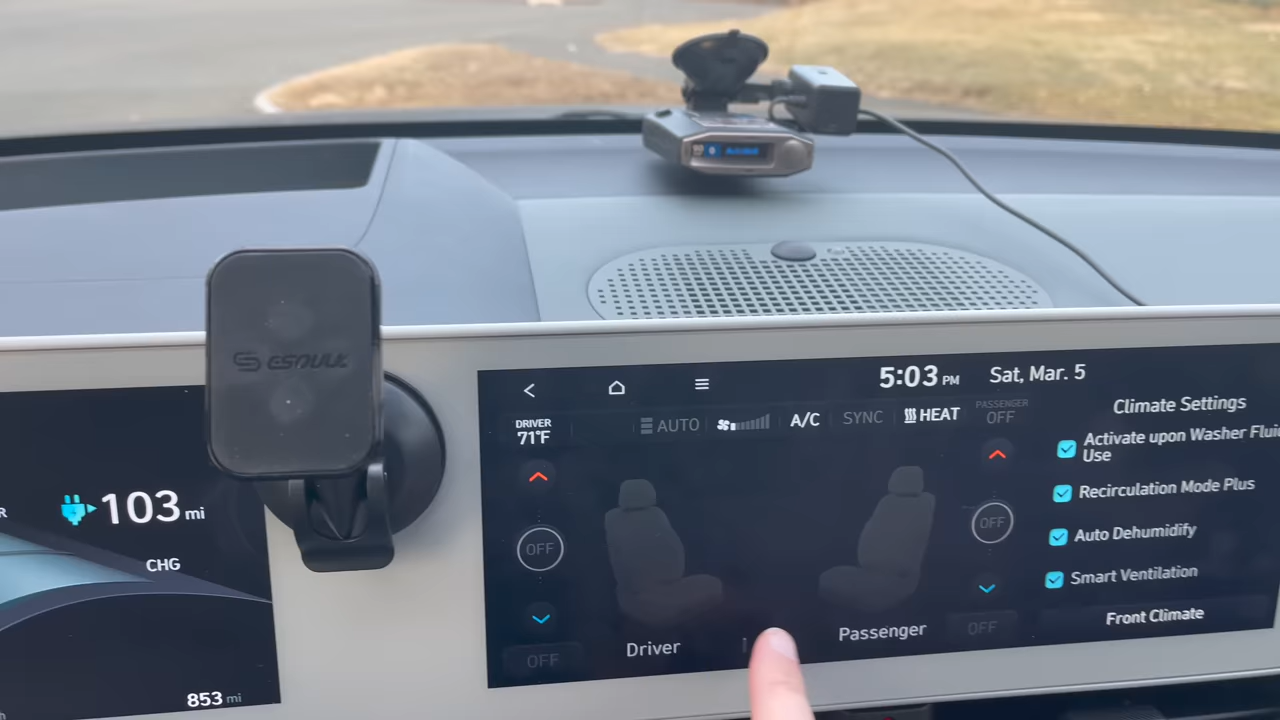 ESOULK
5:03 PM
Sat, Mar. 5
DRIVER
71°F
AUTO
A/C
SYNC
HEAT
PASSENGER
OFF
Climate Settings
Activate upon Washer Flui
Use
Recirculation Mode Plus
Auto Dehumidify
Smart Ventilation
Front Climate
OFF
OFF
OFF
OFF
Driver
Passenger
R
103 mi
CHG
853 mi
h